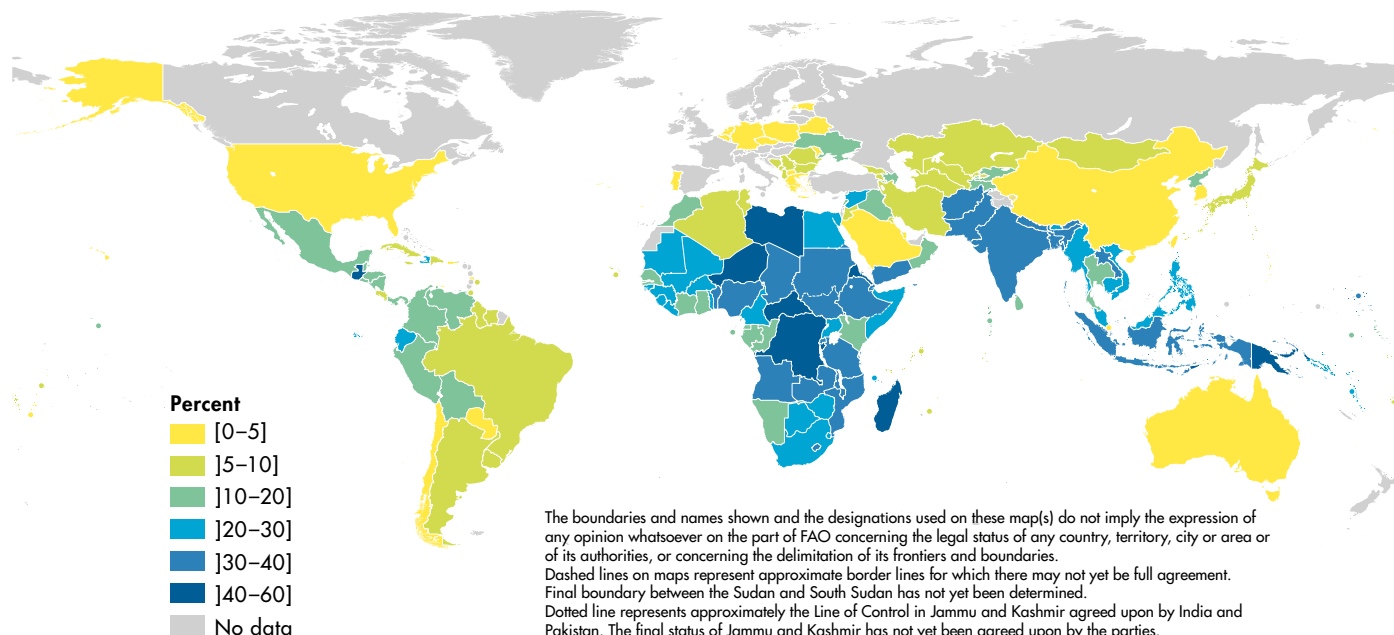 Percent
[0–5]
]5–10]
]10–20]
]20–30]
]30–40]
]40–60]
No data
The boundaries and names shown and the designations used on these map(s) do not imply the expression of
any opinion whatsoever on the part of FAO concerning the legal status of any country, territory, city or area or
of its authorities, or concerning the delimitation of its frontiers and boundaries.
Dashed lines on maps represent approximate border lines for which there may not yet be full agreement.
Final boundary between the Sudan and South Sudan has not yet been determined.
Dotted line represents approximately the Line of Control in Jammu and Kashmir agreed upon by India and
Pakistan. The final status of Jammu and Kashmir has not yet been agreed upon by the parties.